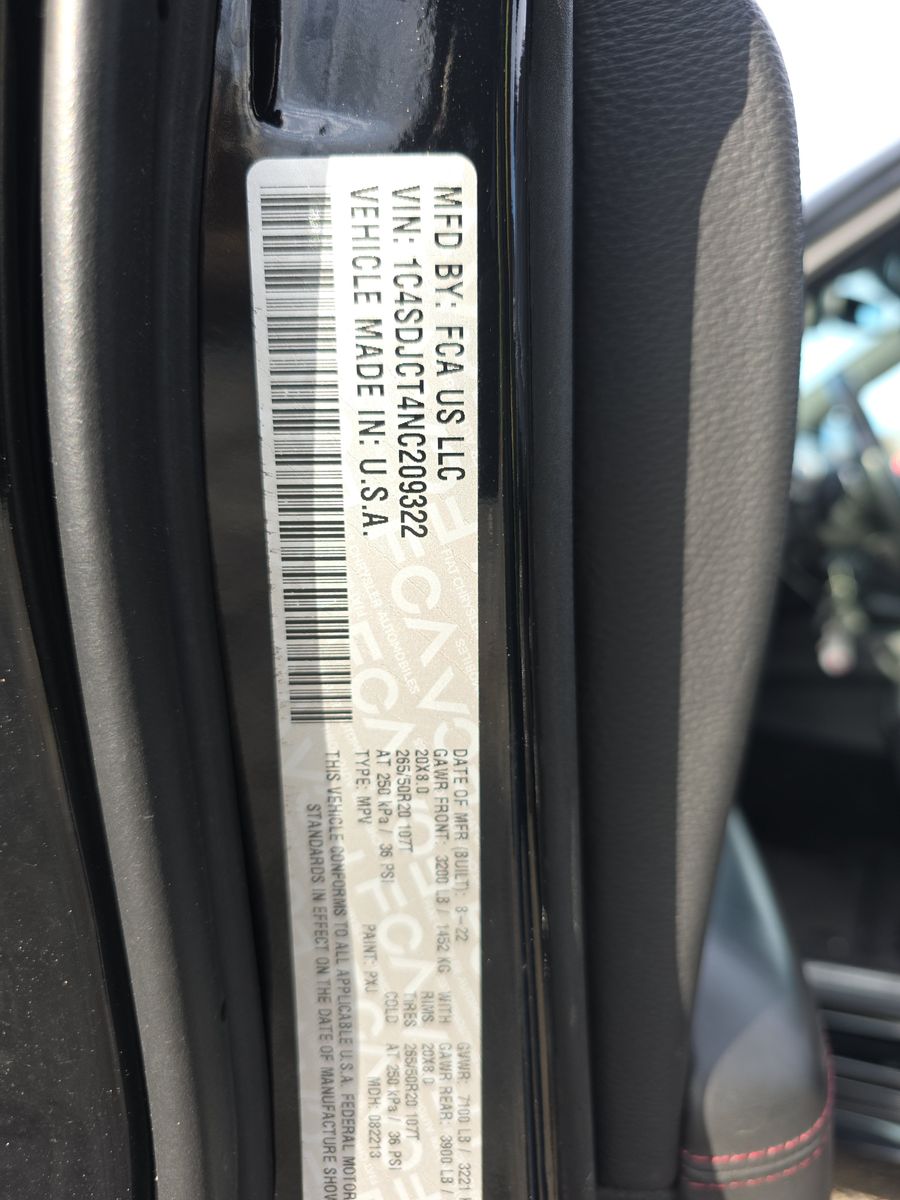 MFD BY: FCA US LLC
VIN: 1C4SDJCT4NC209322
VEHICLE MADE IN: U.S.A.
DATE OF MFR (BUILT): 8-22 GVWR: 7100 LB / 3221
GAWR FRONT: 3200 LB / 1452 KG WITH GAWR REAR: 3900 LB /
20X8.0 RIMS 20X8.0
265/50R20 107T TIRES 265/50R20 107T
AT 250 kPa / 36 PSI COLD AT 250 kPa / 36 PSI
TYPE: MPV PAINT: PXJ MDH: 082213
THIS VEHICLE CONFORMS TO ALL APPLICABLE U.S.A. FEDERAL MOTOR
STANDARDS IN EFFECT ON THE DATE OF MANUFACTURE SHOW